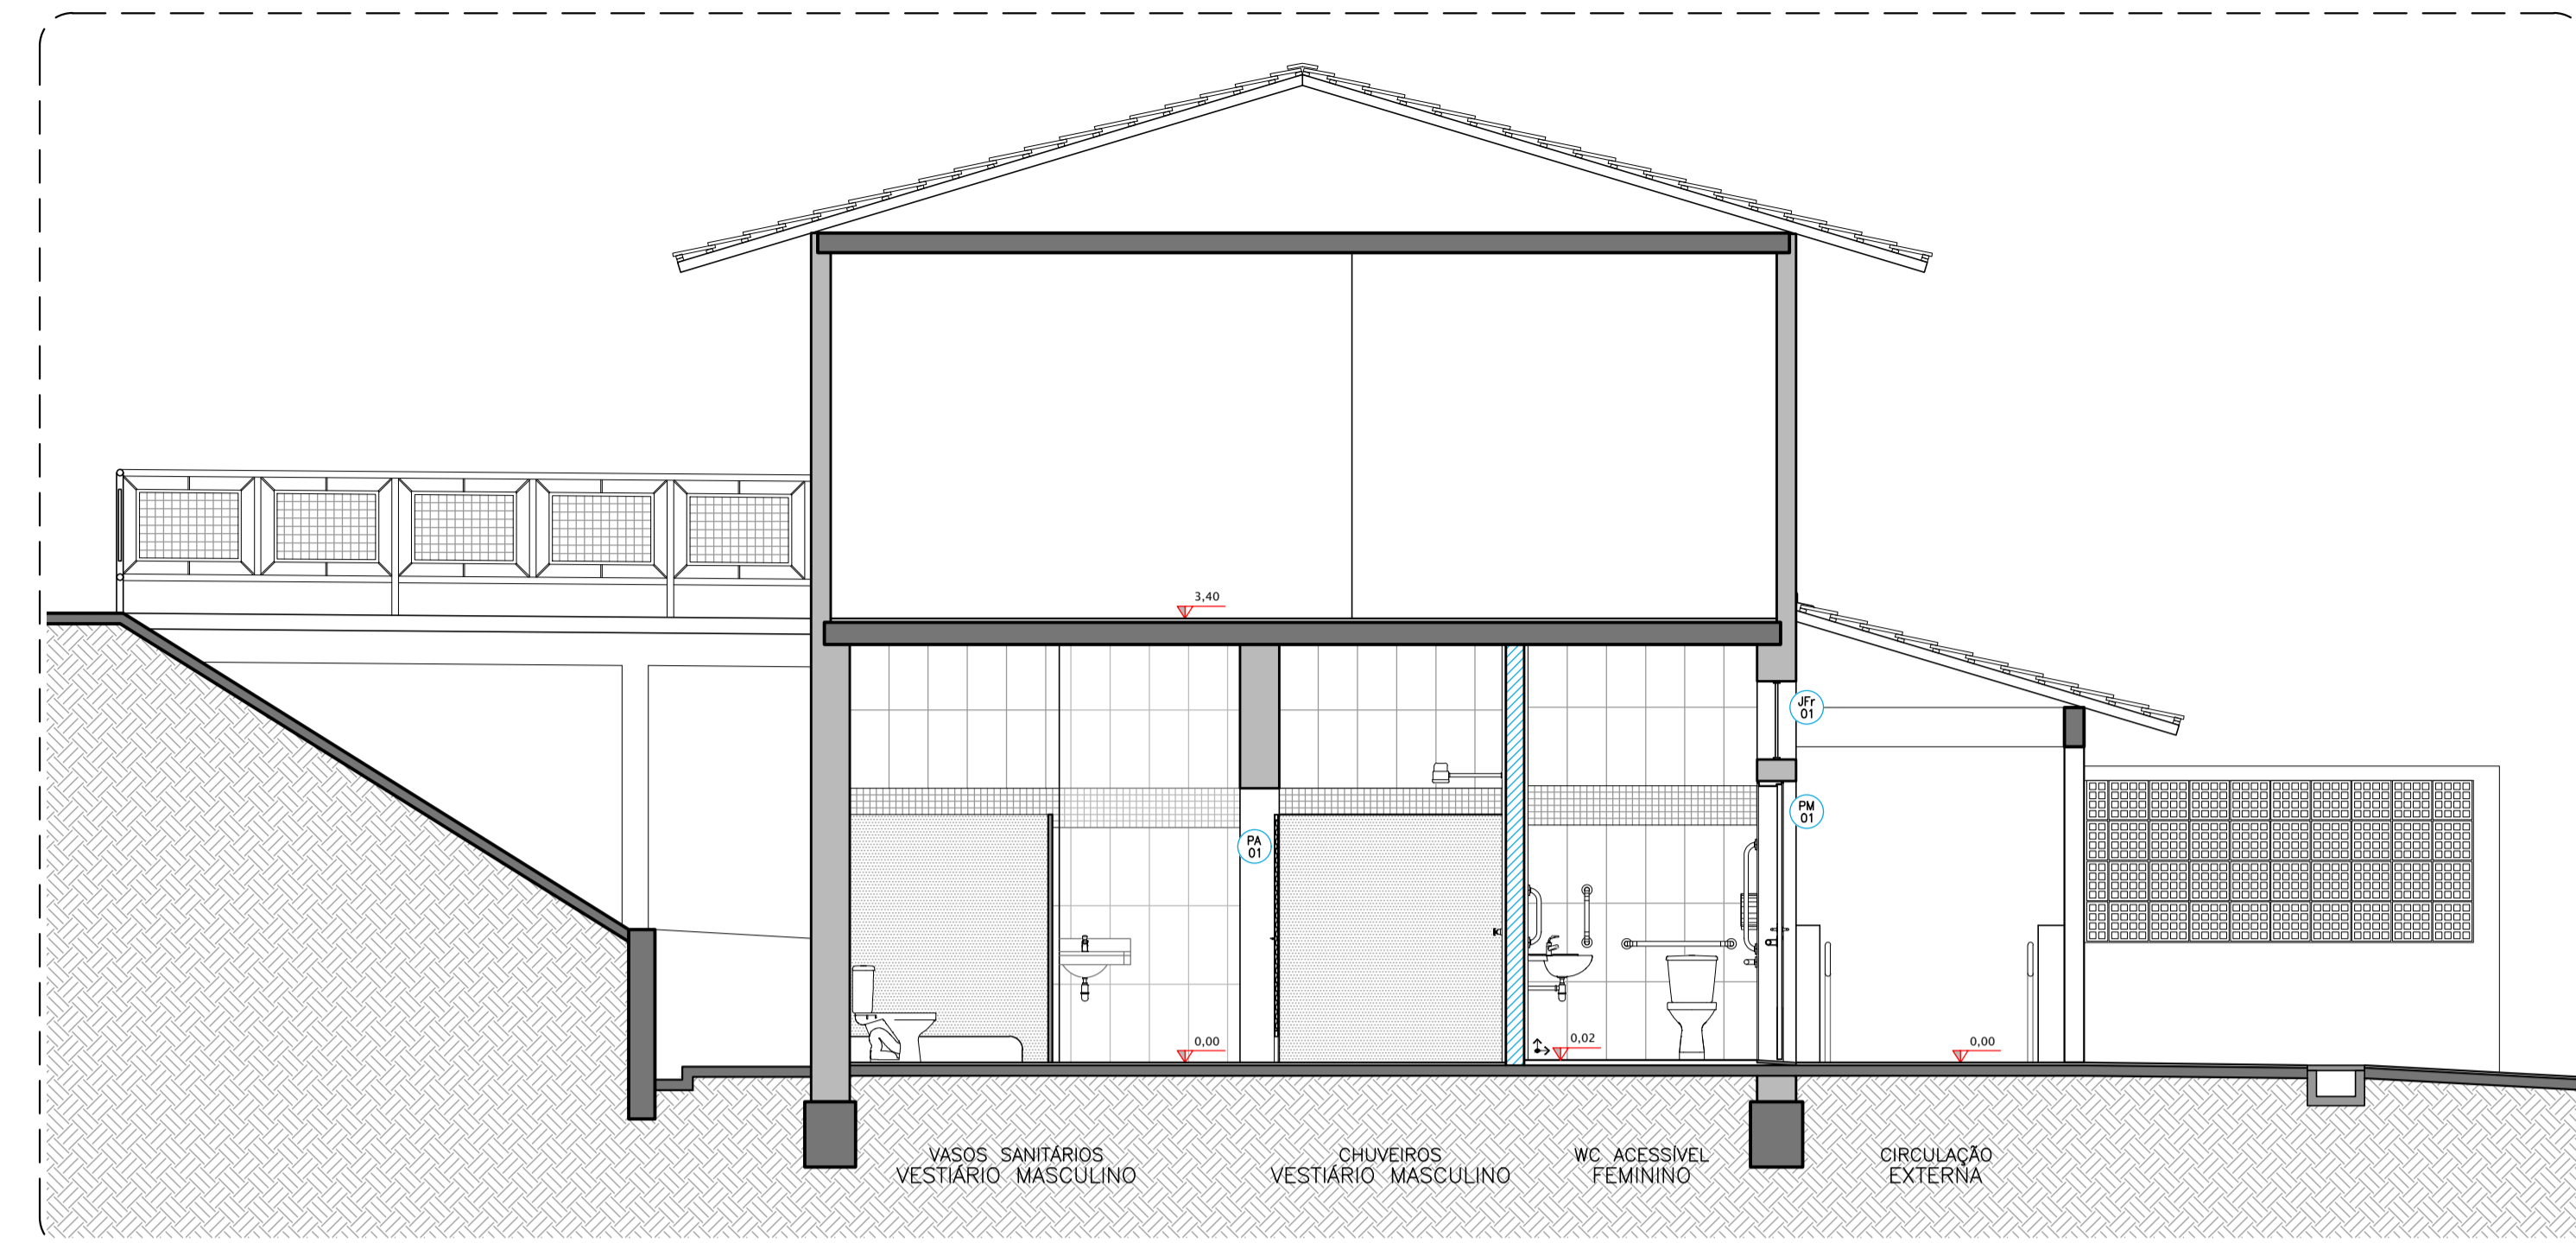 3,40
JFr
01
PM
01
PA
01
0,00
0,02
0,00
VASOS SANITÁRIOS
VESTIÁRIO MASCULINO
CHUVEIROS
VESTIÁRIO MASCULINO
WC ACESSÍVEL
FEMININO
CIRCULAÇÃO
EXTERNA